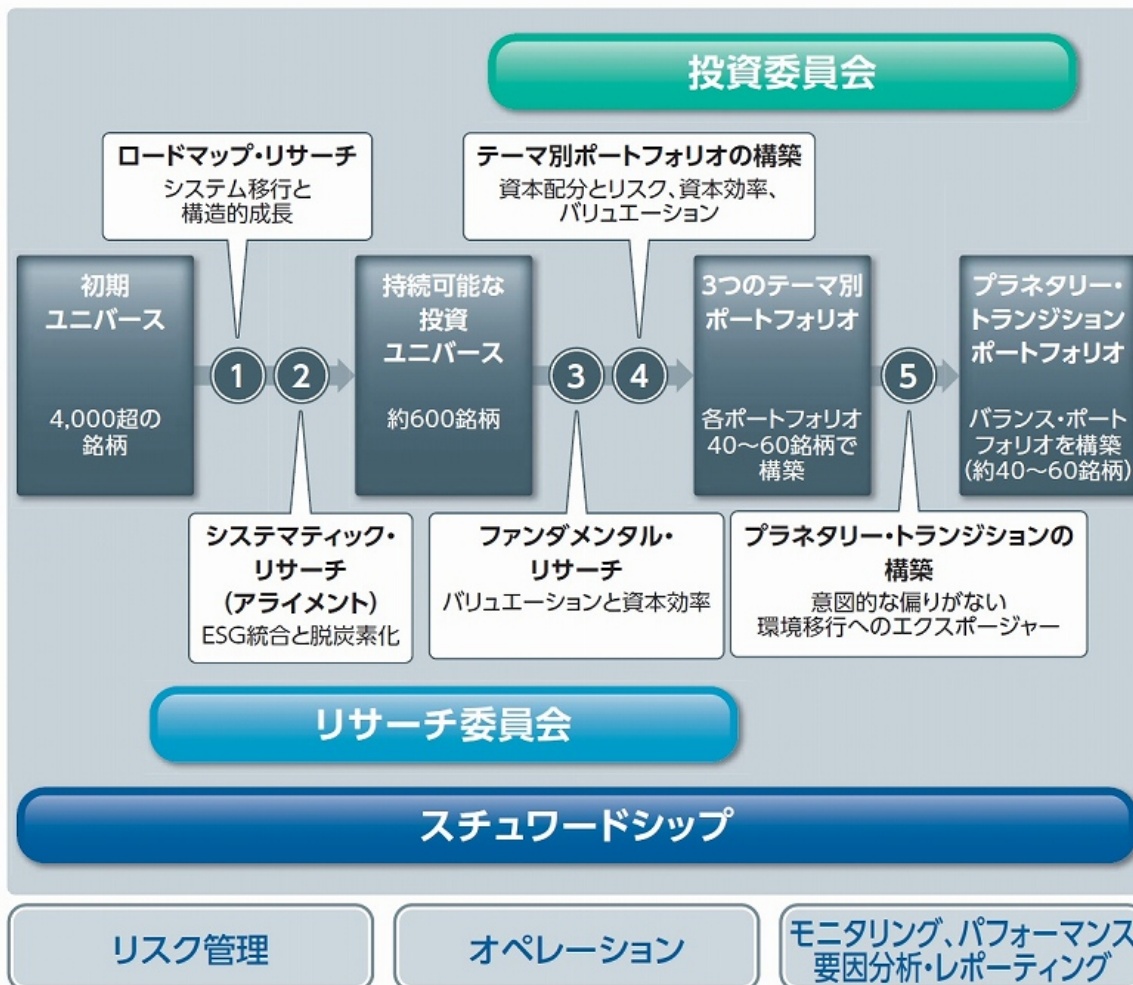 投資委員会
ロードマップ・リサーチ
システム移行と
構造的成長
テーマ別ポートフォリオの構築
資本配分とリスク、資本効率、
バリュエーション
初期
ユニバース
4,000超の
銘柄
1
2
持続可能な
投資
ユニバース
約600銘柄
3
4
3つのテーマ別
ポートフォリオ
各ポートフォリオ
40～60銘柄で
構築
5
プラネタリー・
トランジション
ポートフォリオ
バランス・ポート
フォリオを構築
(約40～60銘柄)
システマティック・
リサーチ
(アライメント)
ESG統合と脱炭素化
ファンダメンタル・
リサーチ
バリュエーションと資本効率
プラネタリー・トランジションの
構築
意図的な偏りがない
環境移行へのエクスポージャー
リサーチ委員会
スチュワードシップ
リスク管理
オペレーション
モニタリング、パフォーマンス
要因分析・レポーティング